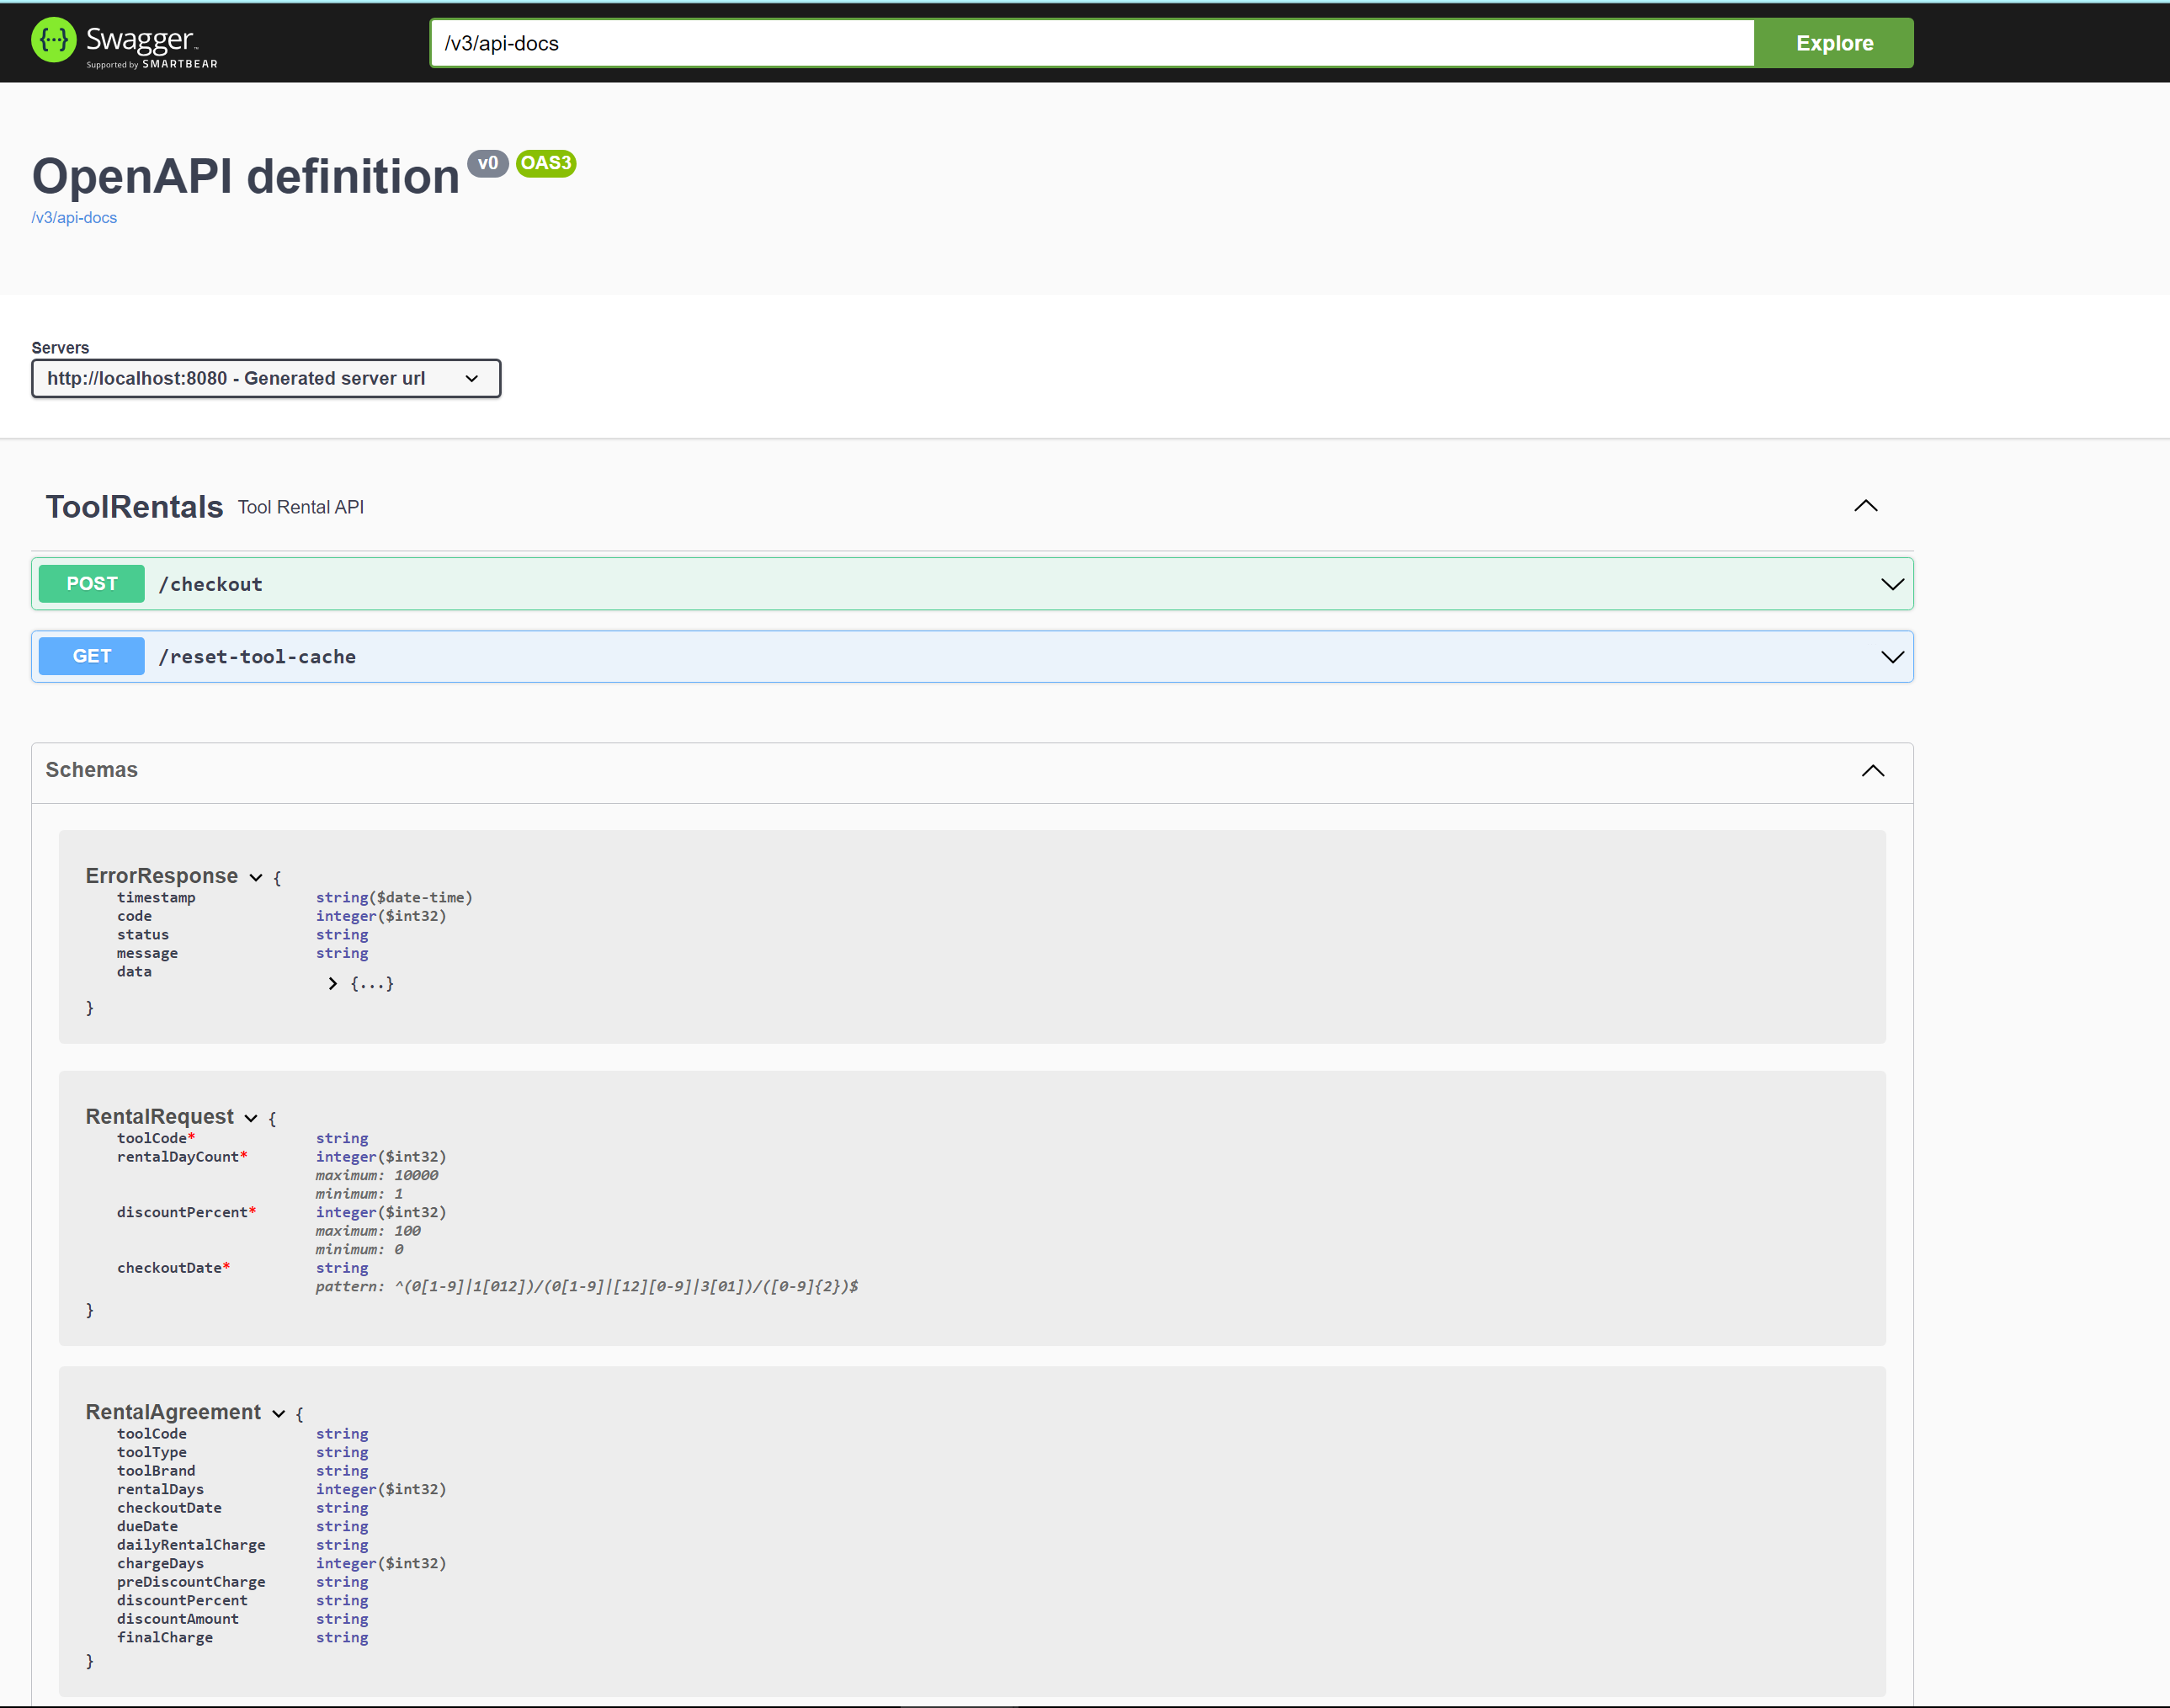 {···} Swagger™
Supported by SMARTBEAR
/v3/api-docs
Explore
OpenAPI definition v0 OAS3
/v3/api-docs
Servers
http://localhost:8080 - Generated server url
ToolRentals Tool Rental API
POST /checkout
GET /reset-tool-cache
Schemas
ErrorResponse {
timestamp string($date-time)
code integer($int32)
status string
message string
data
{...}
}
RentalRequest {
toolCode* string
rentalDayCount* integer($int32)
maximum: 10000
minimum: 1
discountPercent* integer($int32)
maximum: 100
minimum: 0
checkoutDate* string
pattern: ^(0[1-9]|1[012])/(0[1-9]|[12][0-9]|3[01])/([0-9]{2})$
}
RentalAgreement {
toolCode string
toolType string
toolBrand string
rentalDays integer($int32)
checkoutDate string
dueDate string
dailyRentalCharge string
chargeDays integer($int32)
preDiscountCharge string
discountPercent string
discountAmount string
finalCharge string
}